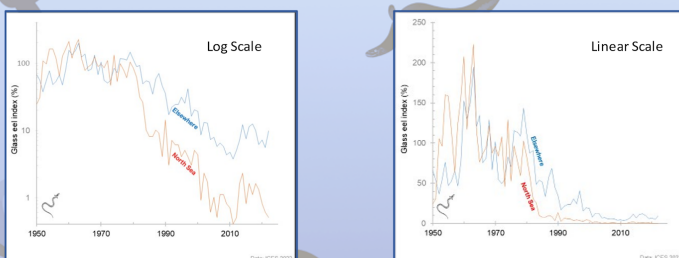 Log Scale
Glass eel index (%)
100
10
1
Elsewhere
North Sea
1950
1970
1990
2010
Linear Scale
Glass eel index (%)
250
200
150
100
50
0
Elsewhere
North Sea
1950
1970
1990
2010